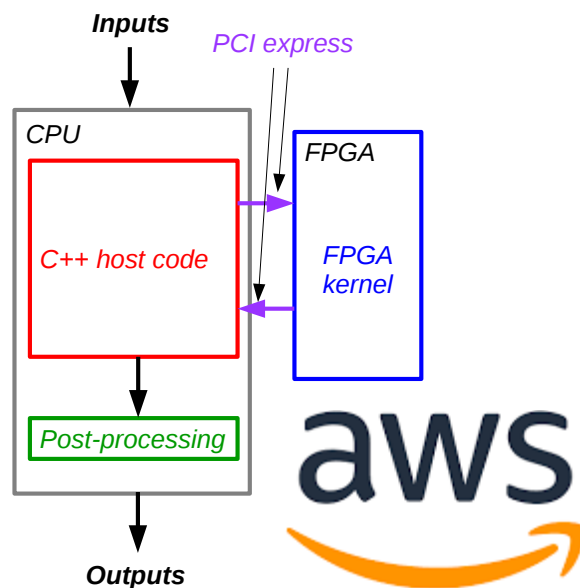 Inputs
PCI express
CPU
FPGA
C++ host code
FPGA
kernel
Post-processing
aws
Outputs